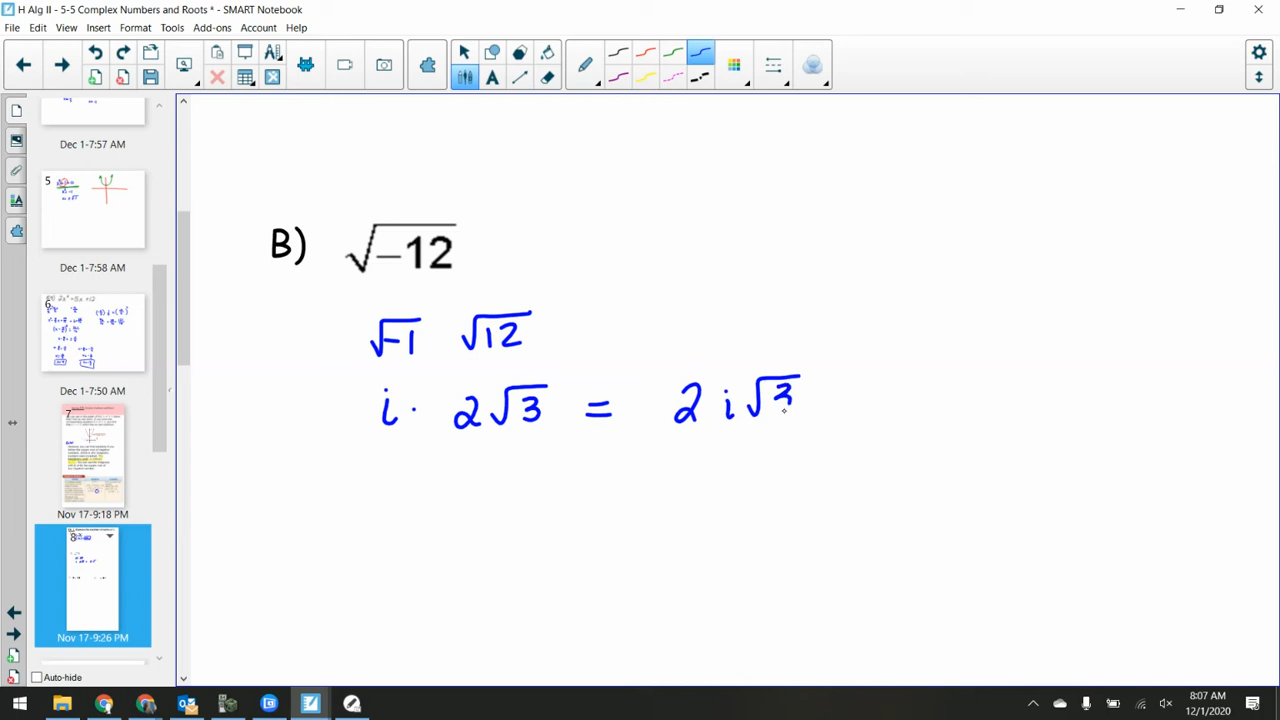 H Alg II - 5-5 Complex Numbers and Roots * - SMART Notebook
File Edit View Insert Format Tools Add-ons Account Help
Dec 1-7:57 AM
5
Dec 1-7:58 AM
6
Dec 1-7:50 AM
7
Nov 17-9:18 PM
8
Nov 17-9:26 PM
Auto-hide
B) √-12
√-1 √12
i · 2√3 = 2 i √3
8:07 AM
12/1/2020